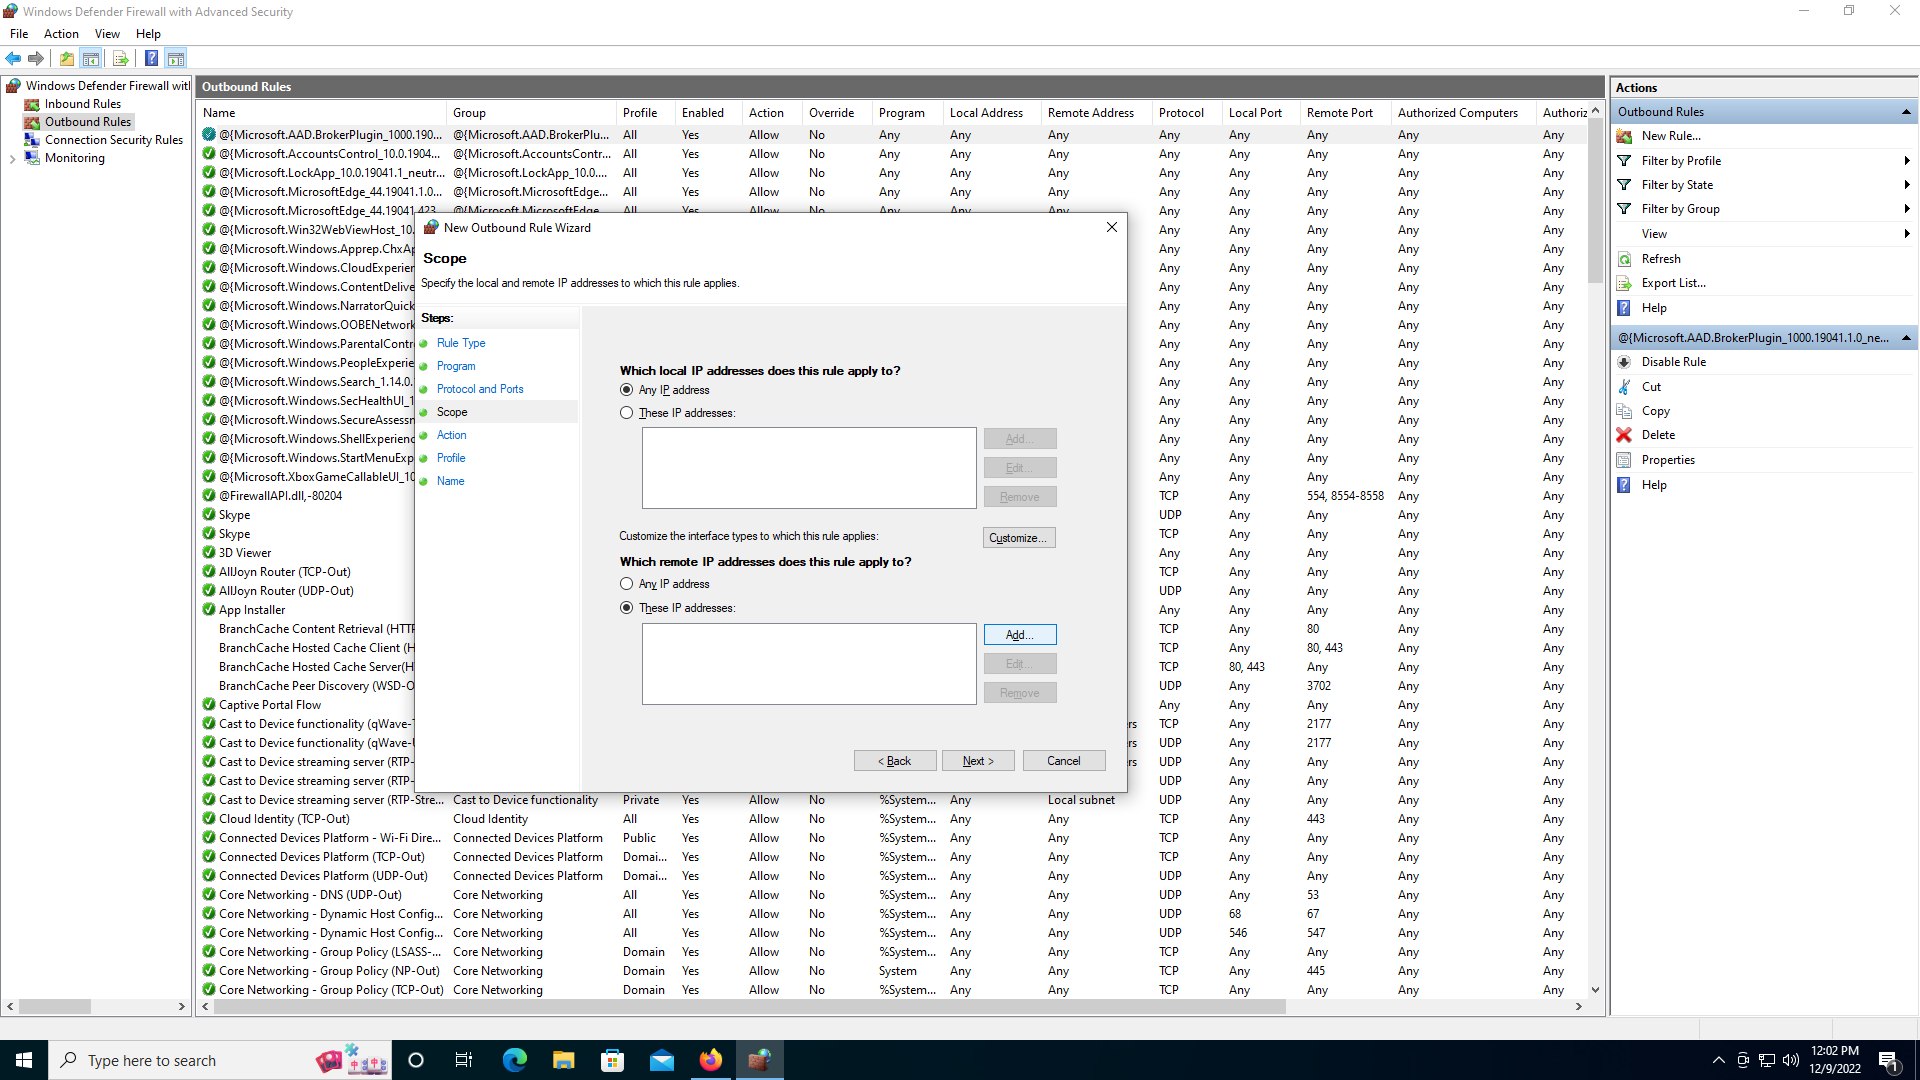 Windows Defender Firewall with Advanced Security
File Action View Help
Windows Defender Firewall witl
Inbound Rules
Outbound Rules
Connection Security Rules
Monitoring
Outbound Rules
Name Group Profile Enabled Action Override Program Local Address Remote Address Protocol Local Port Remote Port Authorized Computers Authoriz
@{Microsoft.AAD.BrokerPlugin_1000.190... @{Microsoft.AAD.BrokerPlu... All Yes Allow No Any Any Any Any Any Any Any Any
@{Microsoft.AccountsControl_10.0.1904... @{Microsoft.AccountsContr... All Yes Allow No Any Any Any Any Any Any Any Any
@{Microsoft.LockApp_10.0.19041.1_neutr... @{Microsoft.LockApp_10.0.... All Yes Allow No Any Any Any Any Any Any Any Any
@{Microsoft.MicrosoftEdge_44.19041.1.0... @{Microsoft.MicrosoftEdge... All Yes Allow No Any Any Any Any Any Any Any Any
@{Microsoft.MicrosoftEdge_44.19041.423 @{Microsoft.MicrosoftEdge All Yes Allow No Any Any Any Any Any Any Any Any
@{Microsoft.Win32WebViewHost_10. Any Any Any Any Any
@{Microsoft.Windows.Apprep.ChxAp Any Any Any Any Any
@{Microsoft.Windows.CloudExperien Any Any Any Any Any
@{Microsoft.Windows.ContentDelive Any Any Any Any Any
@{Microsoft.Windows.NarratorQuick Any Any Any Any Any
@{Microsoft.Windows.OOBENetwork Any Any Any Any Any
@{Microsoft.Windows.ParentalContr Any Any Any Any Any
@{Microsoft.Windows.PeopleExperie Any Any Any Any Any
@{Microsoft.Windows.Search_1.14.0. Any Any Any Any Any
@{Microsoft.Windows.SecHealthUI_1 Any Any Any Any Any
@{Microsoft.Windows.SecureAssessn Any Any Any Any Any
@{Microsoft.Windows.ShellExperienc Any Any Any Any Any
@{Microsoft.Windows.StartMenuExp Any Any Any Any Any
@{Microsoft.XboxGameCallableUI_10 Any Any Any Any Any
@FirewallAPI.dll,-80204 TCP Any 554, 8554-8558 Any Any
Skype UDP Any Any Any Any
Skype TCP Any Any Any Any
3D Viewer Any Any Any Any Any
AllJoyn Router (TCP-Out) TCP Any Any Any Any
AllJoyn Router (UDP-Out) UDP Any Any Any Any
App Installer Any Any Any Any Any
BranchCache Content Retrieval (HTTP TCP Any 80 Any Any
BranchCache Hosted Cache Client (H TCP Any 80, 443 Any Any
BranchCache Hosted Cache Server(H TCP 80, 443 Any Any Any
BranchCache Peer Discovery (WSD-O UDP Any 3702 Any Any
Captive Portal Flow Any Any Any Any Any
Cast to Device functionality (qWave-T ers TCP Any 2177 Any Any
Cast to Device functionality (qWave-U ers UDP Any 2177 Any Any
Cast to Device streaming server (RTP- ers UDP Any Any Any Any
Cast to Device streaming server (RTP- UDP Any Any Any Any
Cast to Device streaming server (RTP-Stre... Cast to Device functionality Private Yes Allow No %System... Any Local subnet UDP Any Any Any Any
Cloud Identity (TCP-Out) Cloud Identity All Yes Allow No %System... Any Any TCP Any 443 Any Any
Connected Devices Platform - Wi-Fi Dire... Connected Devices Platform Public Yes Allow No %System... Any Any TCP Any Any Any Any
Connected Devices Platform (TCP-Out) Connected Devices Platform Domai... Yes Allow No %System... Any Any TCP Any Any Any Any
Connected Devices Platform (UDP-Out) Connected Devices Platform Domai... Yes Allow No %System... Any Any UDP Any Any Any Any
Core Networking - DNS (UDP-Out) Core Networking All Yes Allow No %System... Any Any UDP Any 53 Any Any
Core Networking - Dynamic Host Config... Core Networking All Yes Allow No %System... Any Any UDP 68 67 Any Any
Core Networking - Dynamic Host Config... Core Networking All Yes Allow No %System... Any Any UDP 546 547 Any Any
Core Networking - Group Policy (LSASS-... Core Networking Domain Yes Allow No %System... Any Any TCP Any Any Any Any
Core Networking - Group Policy (NP-Out) Core Networking Domain Yes Allow No System Any Any TCP Any 445 Any Any
Core Networking - Group Policy (TCP-Out) Core Networking Domain Yes Allow No %System... Any Any TCP Any Any Any Any
New Outbound Rule Wizard
Scope
Specify the local and remote IP addresses to which this rule applies.
Steps:
Rule Type
Program
Protocol and Ports
Scope
Action
Profile
Name
Which local IP addresses does this rule apply to?
Any IP address
These IP addresses:
Add...
Edit...
Remove
Customize the interface types to which this rule applies:
Customize...
Which remote IP addresses does this rule apply to?
Any IP address
These IP addresses:
Add...
Edit...
Remove
< Back Next > Cancel
Actions
Outbound Rules
New Rule...
Filter by Profile
Filter by State
Filter by Group
View
Refresh
Export List...
Help
@{Microsoft.AAD.BrokerPlugin_1000.19041.1.0_ne...
Disable Rule
Cut
Copy
Delete
Properties
Help
Type here to search
12:02 PM
12/9/2022
1